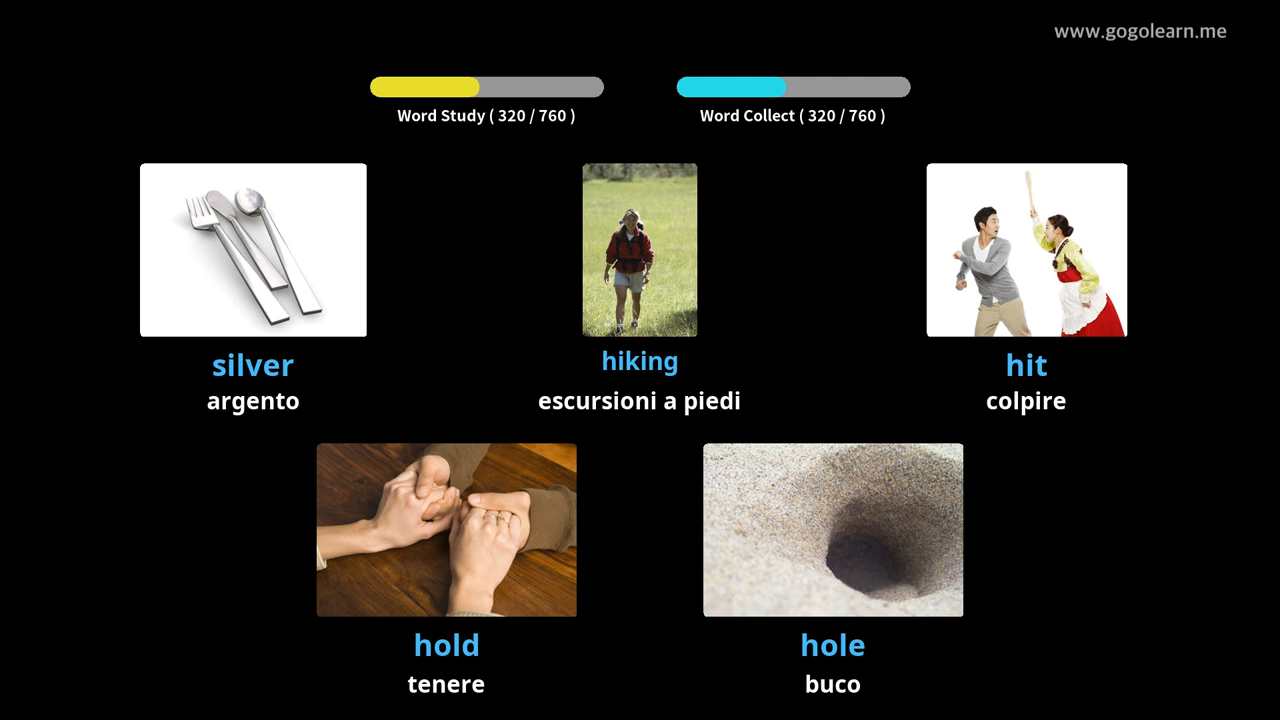 www.gogolearn.me
Word Study ( 320 / 760 )
Word Collect ( 320 / 760 )
silver
argento
hiking
escursioni a piedi
hit
colpire
hold
tenere
hole
buco